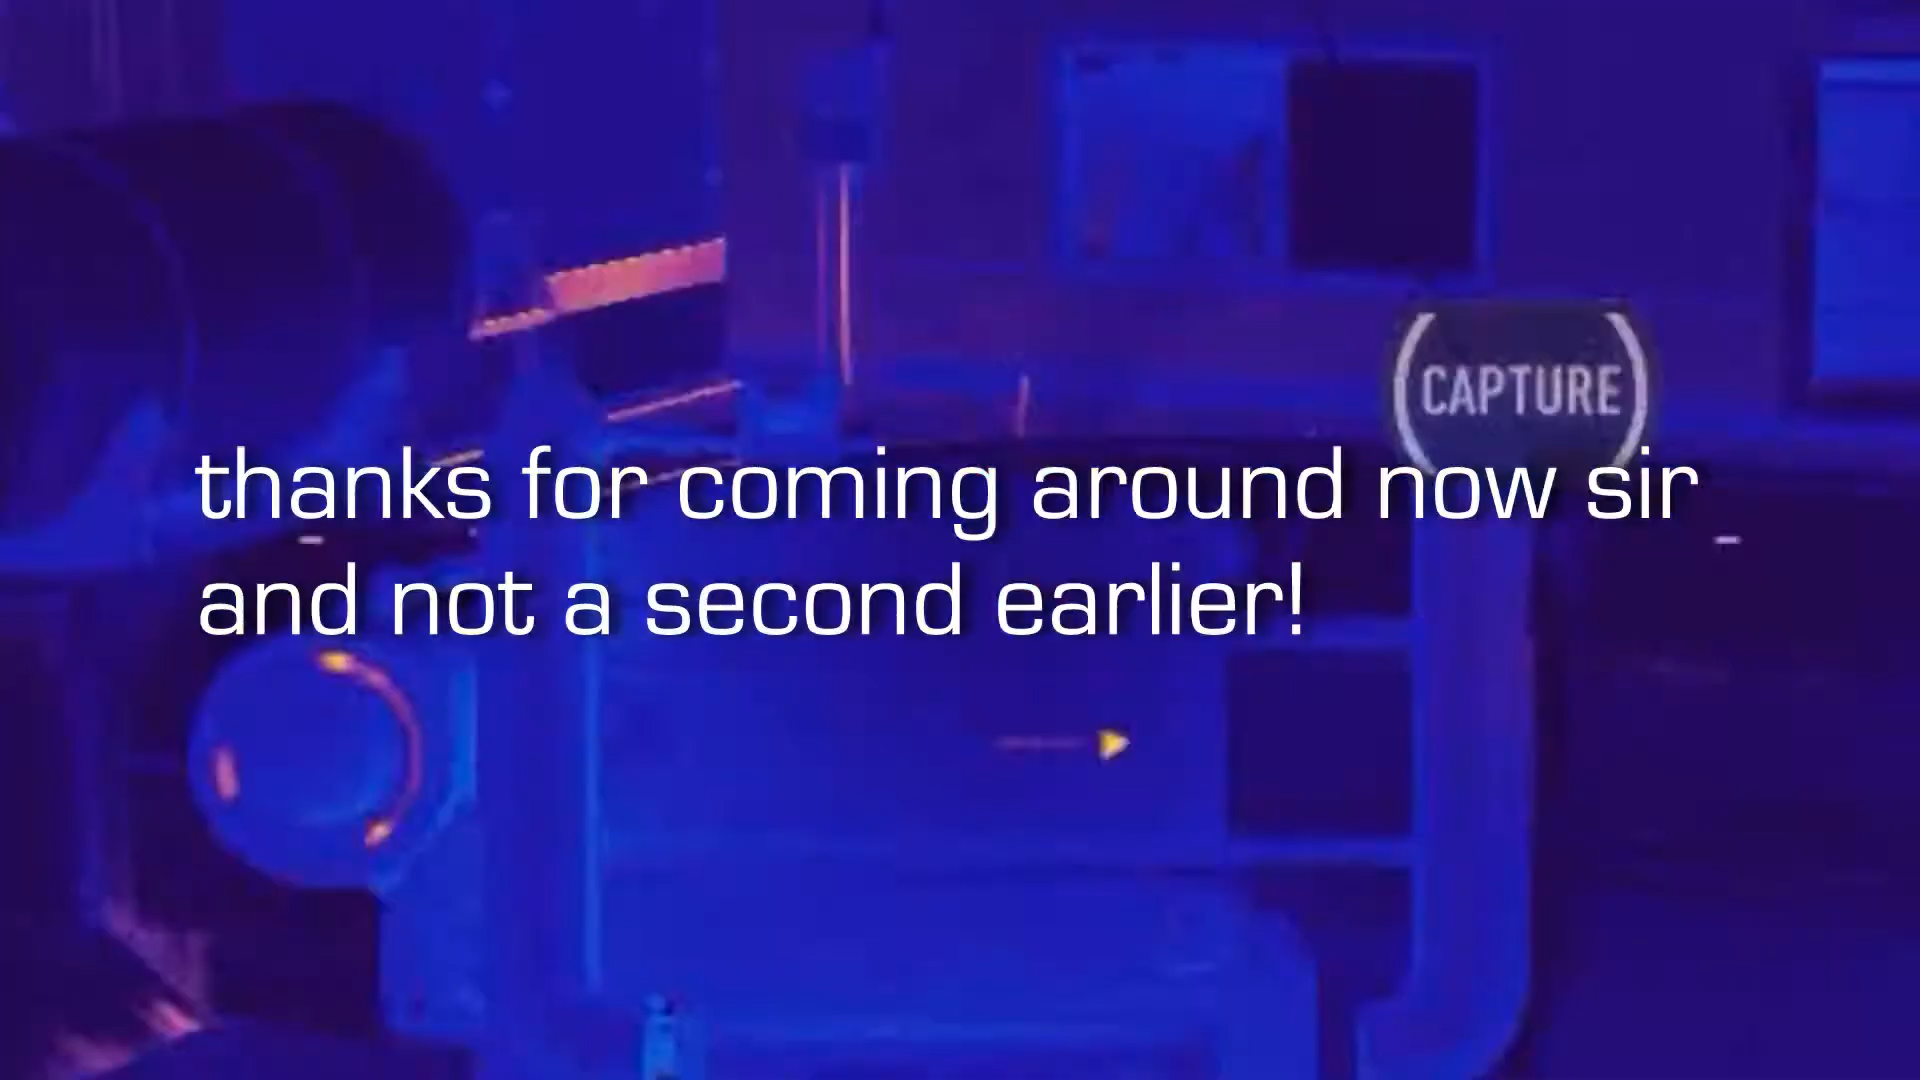 (CAPTURE)
thanks for coming around now sir
and not a second earlier!